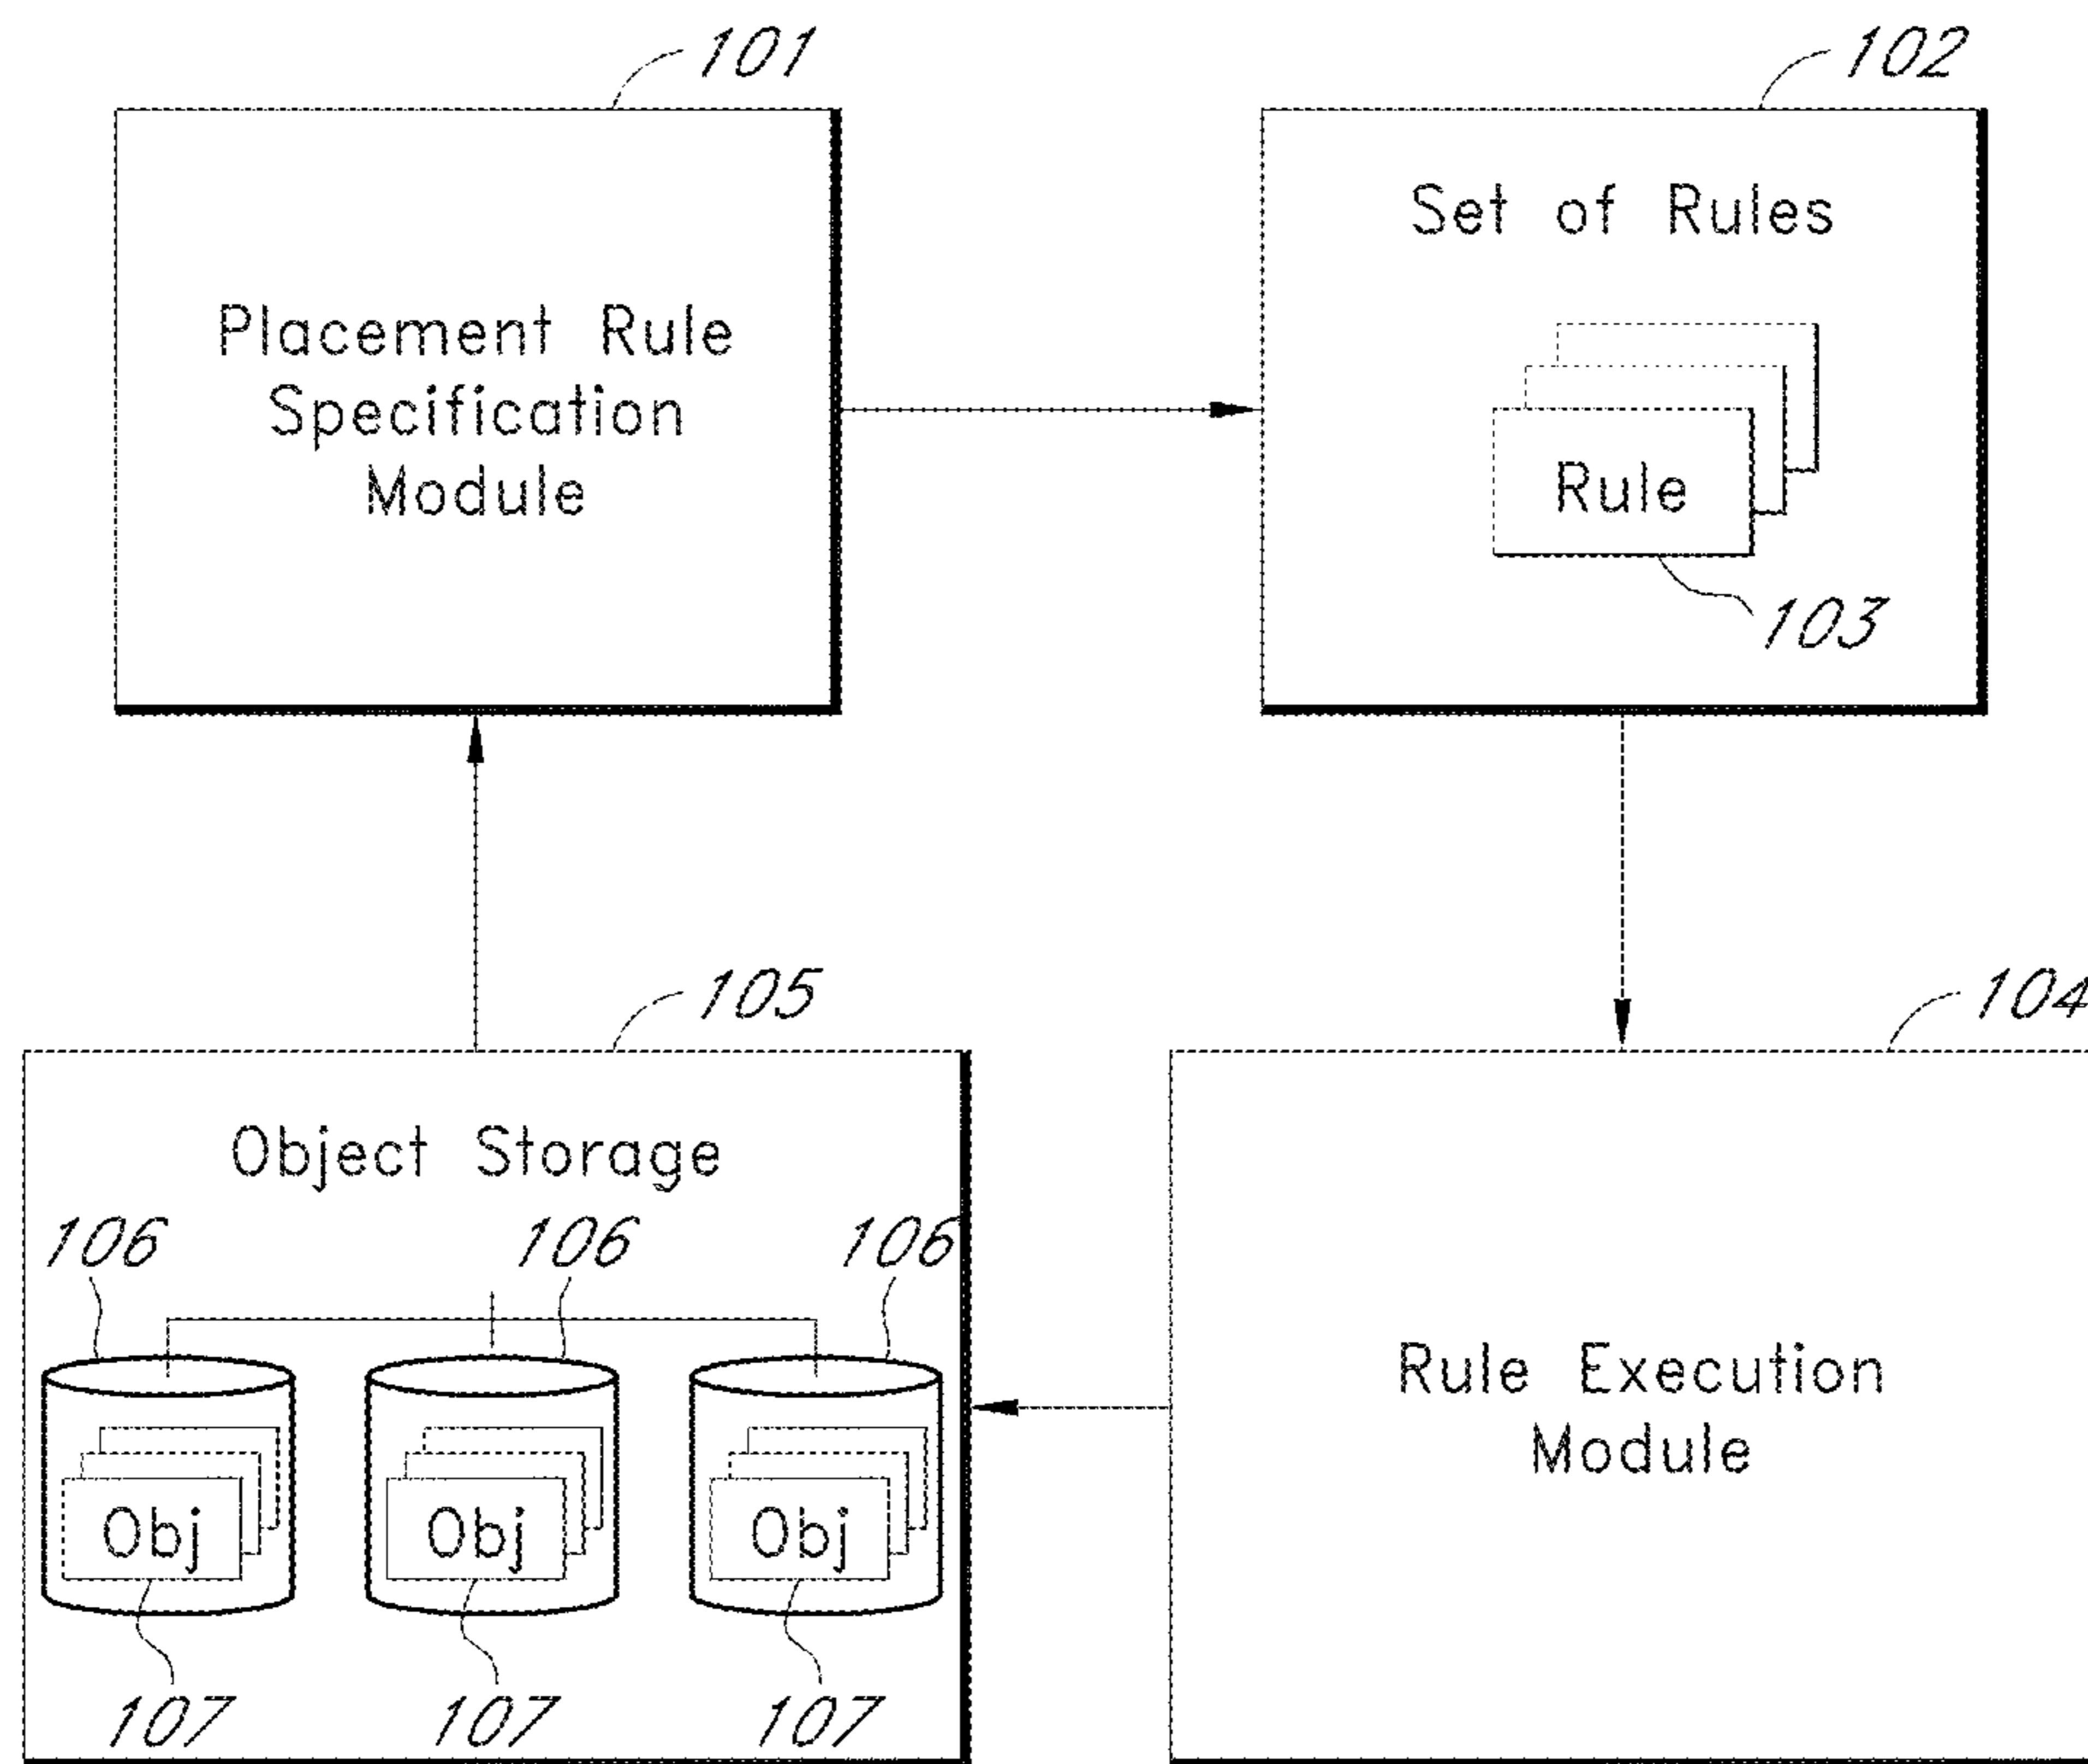 101
102
Placement Rule
Specification
Module
Set of Rules
Rule
103
105
104
Object Storage
106 106 106
Obj Obj Obj
107 107 107
Rule Execution
Module